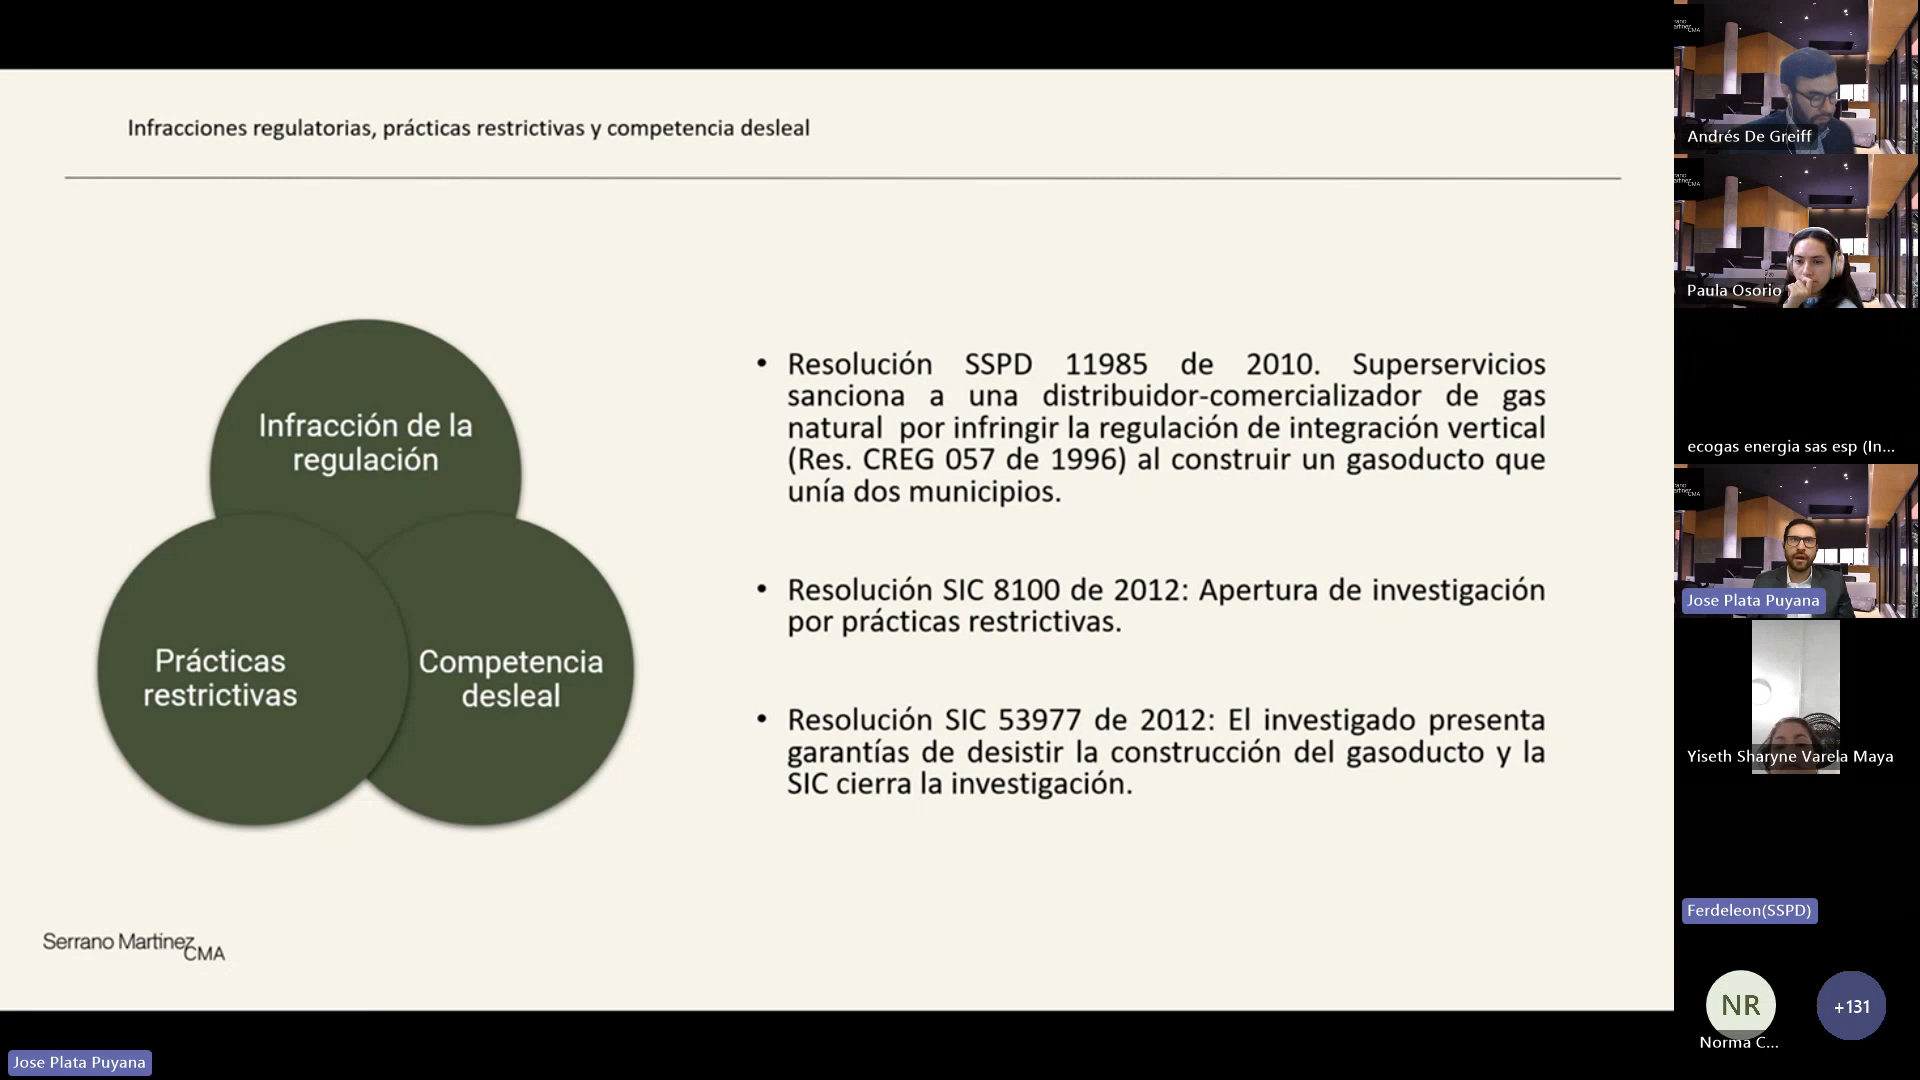 Infracciones regulatorias, prácticas restrictivas y competencia desleal
Infracción de la
regulación
Prácticas
restrictivas
Competencia
desleal
• Resolución SSPD 11985 de 2010. Superservicios
sanciona a una distribuidor-comercializador de gas
natural por infringir la regulación de integración vertical
(Res. CREG 057 de 1996) al construir un gasoducto que
unía dos municipios.
• Resolución SIC 8100 de 2012: Apertura de investigación
por prácticas restrictivas.
• Resolución SIC 53977 de 2012: El investigado presenta
garantías de desistir la construcción del gasoducto y la
SIC cierra la investigación.
Serrano Martinez
CMA
Jose Plata Puyana
Andrés De Greiff
Paula Osorio
ecogas energia sas esp (In...
Jose Plata Puyana
Yiseth Sharyne Varela Maya
Ferdeleon(SSPD)
NR
+131
Norma C...